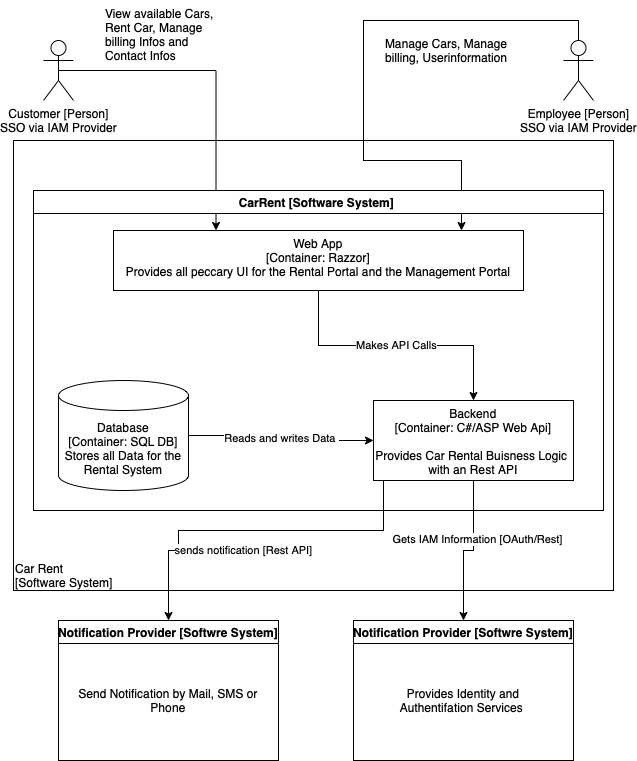 View available Cars,
Rent Car, Manage
billing Infos and
Contact Infos
Manage Cars, Manage
billing, Userinformation
Customer [Person]
SSO via IAM Provider
Employee [Person]
SSO via IAM Provider
CarRent [Software System]
Web App
[Container: Razzor]
Provides all peccary UI for the Rental Portal and the Management Portal
Makes API Calls
Database
[Container: SQL DB]
Stores all Data for the
Rental System
Reads and writes Data
Backend
[Container: C#/ASP Web Api]
Provides Car Rental Buisness Logic
with an Rest API
sends notification [Rest API]
Gets IAM Information [OAuth/Rest]
Car Rent
[Software System]
Notification Provider [Softwre System]
Send Notification by Mail, SMS or
Phone
Notification Provider [Softwre System]
Provides Identity and
Authentifation Services